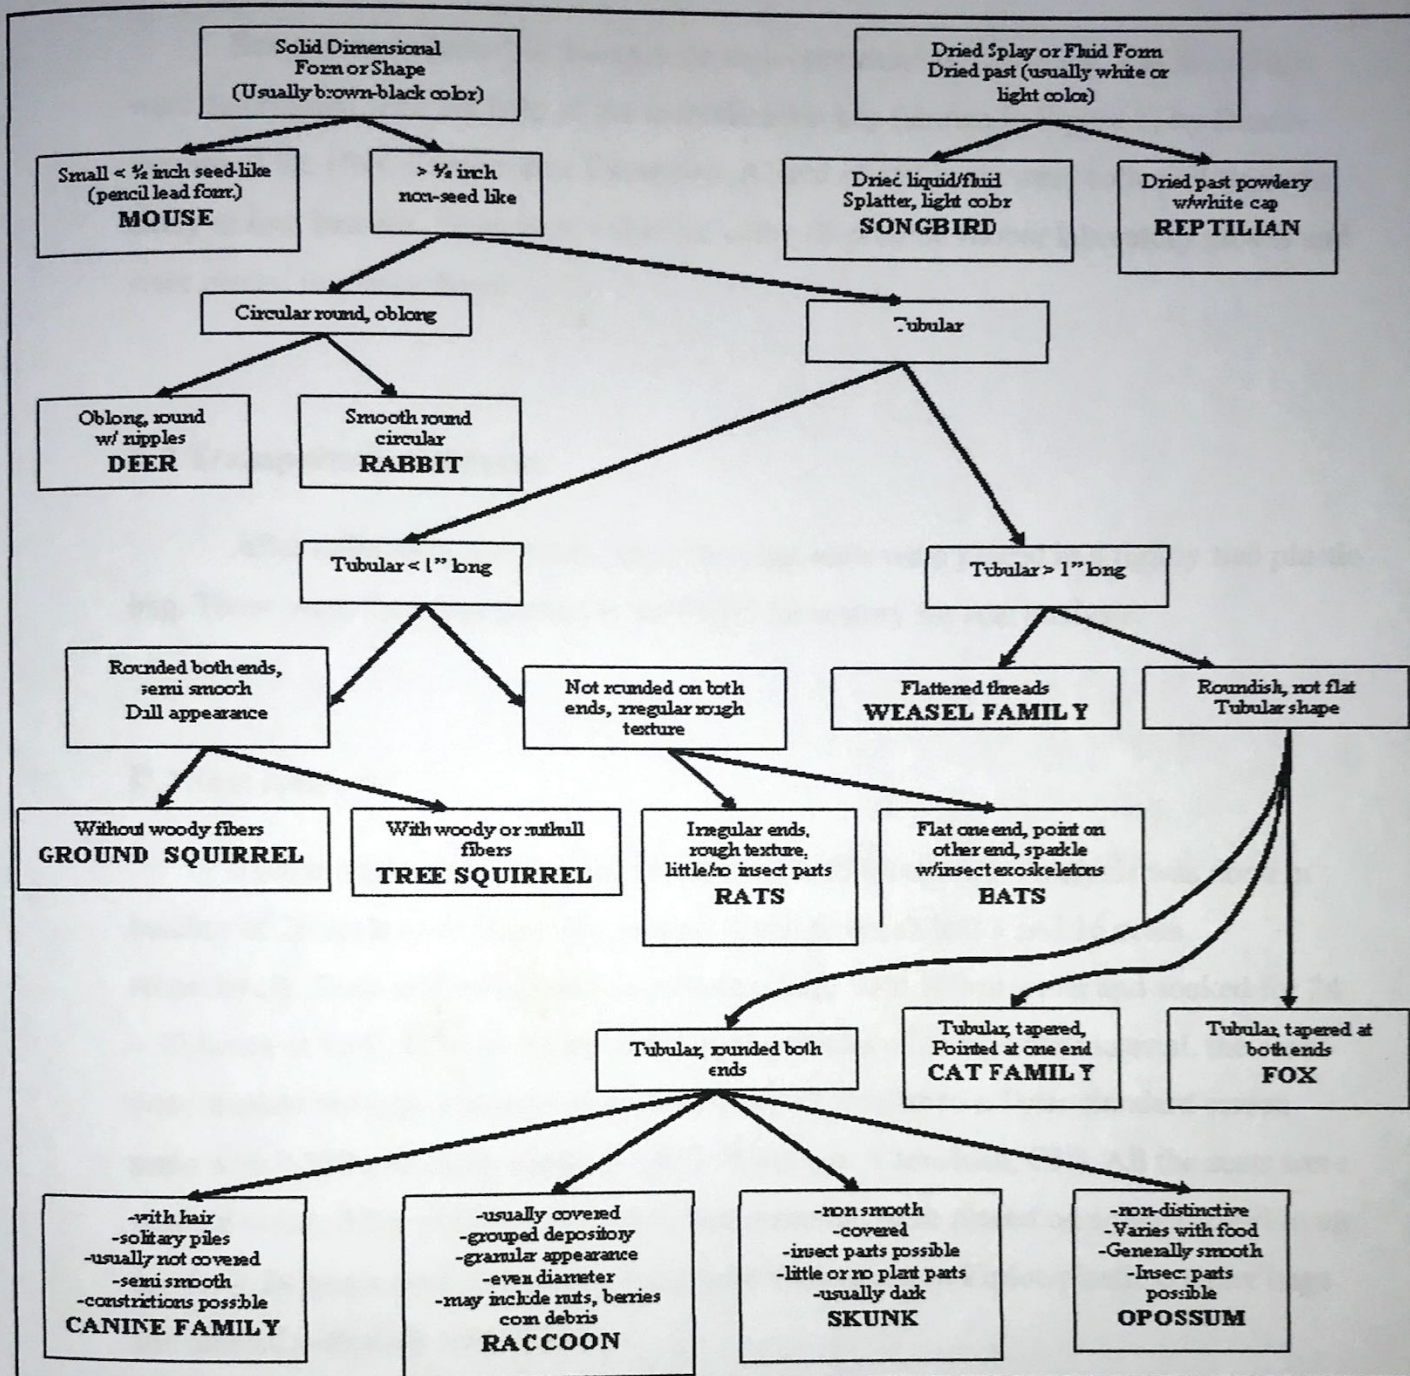 Solid Dimensional
Form or Shape
(Usually brown-black color)
Dried Splay or Fluid Form
Dried past (usually white or
light color)
Small < ½ inch seed-like
(pencil lead form.)
MOUSE
> ½ inch
non-seed like
Dried liquid/fluid
Splatter, light color
SONGBIRD
Dried past powdery
w/white cap
REPTILIAN
Circular round, oblong
Tubular
Oblong, round
w/ nipples
DEER
Smooth round
circular
RABBIT
Tubular < 1" long
Tubular > 1" long
Rounded both ends,
semi smooth
Dull appearance
Not rounded on both
ends, irregular rough
texture
Flattened threads
WEASEL FAMILY
Roundish, not flat
Tubular shape
Without woody fibers
GROUND SQUIRREL
With woody or nuthull
fibers
TREE SQUIRREL
Irregular ends,
rough texture,
little/no insect parts
RATS
Flat one end, point on
other end, sparkle
w/insect exoskeletons
BATS
Tubular, rounded both
ends
Tubular, tapered,
Pointed at one end
CAT FAMILY
Tubular, tapered at
both ends
FOX
-with hair
-solitary piles
-usually not covered
-semi smooth
-constrictions possible
CANINE FAMILY
-usually covered
-grouped depository
-granular appearance
-even diameter
-may include nuts, berries
corn debris
RACCOON
-non smooth
-covered
-insect parts possible
-little or no plant parts
-usually dark
SKUNK
-non-distinctive
-Varies with food
-Generally smooth
-Insect parts
possible
OPOSSUM